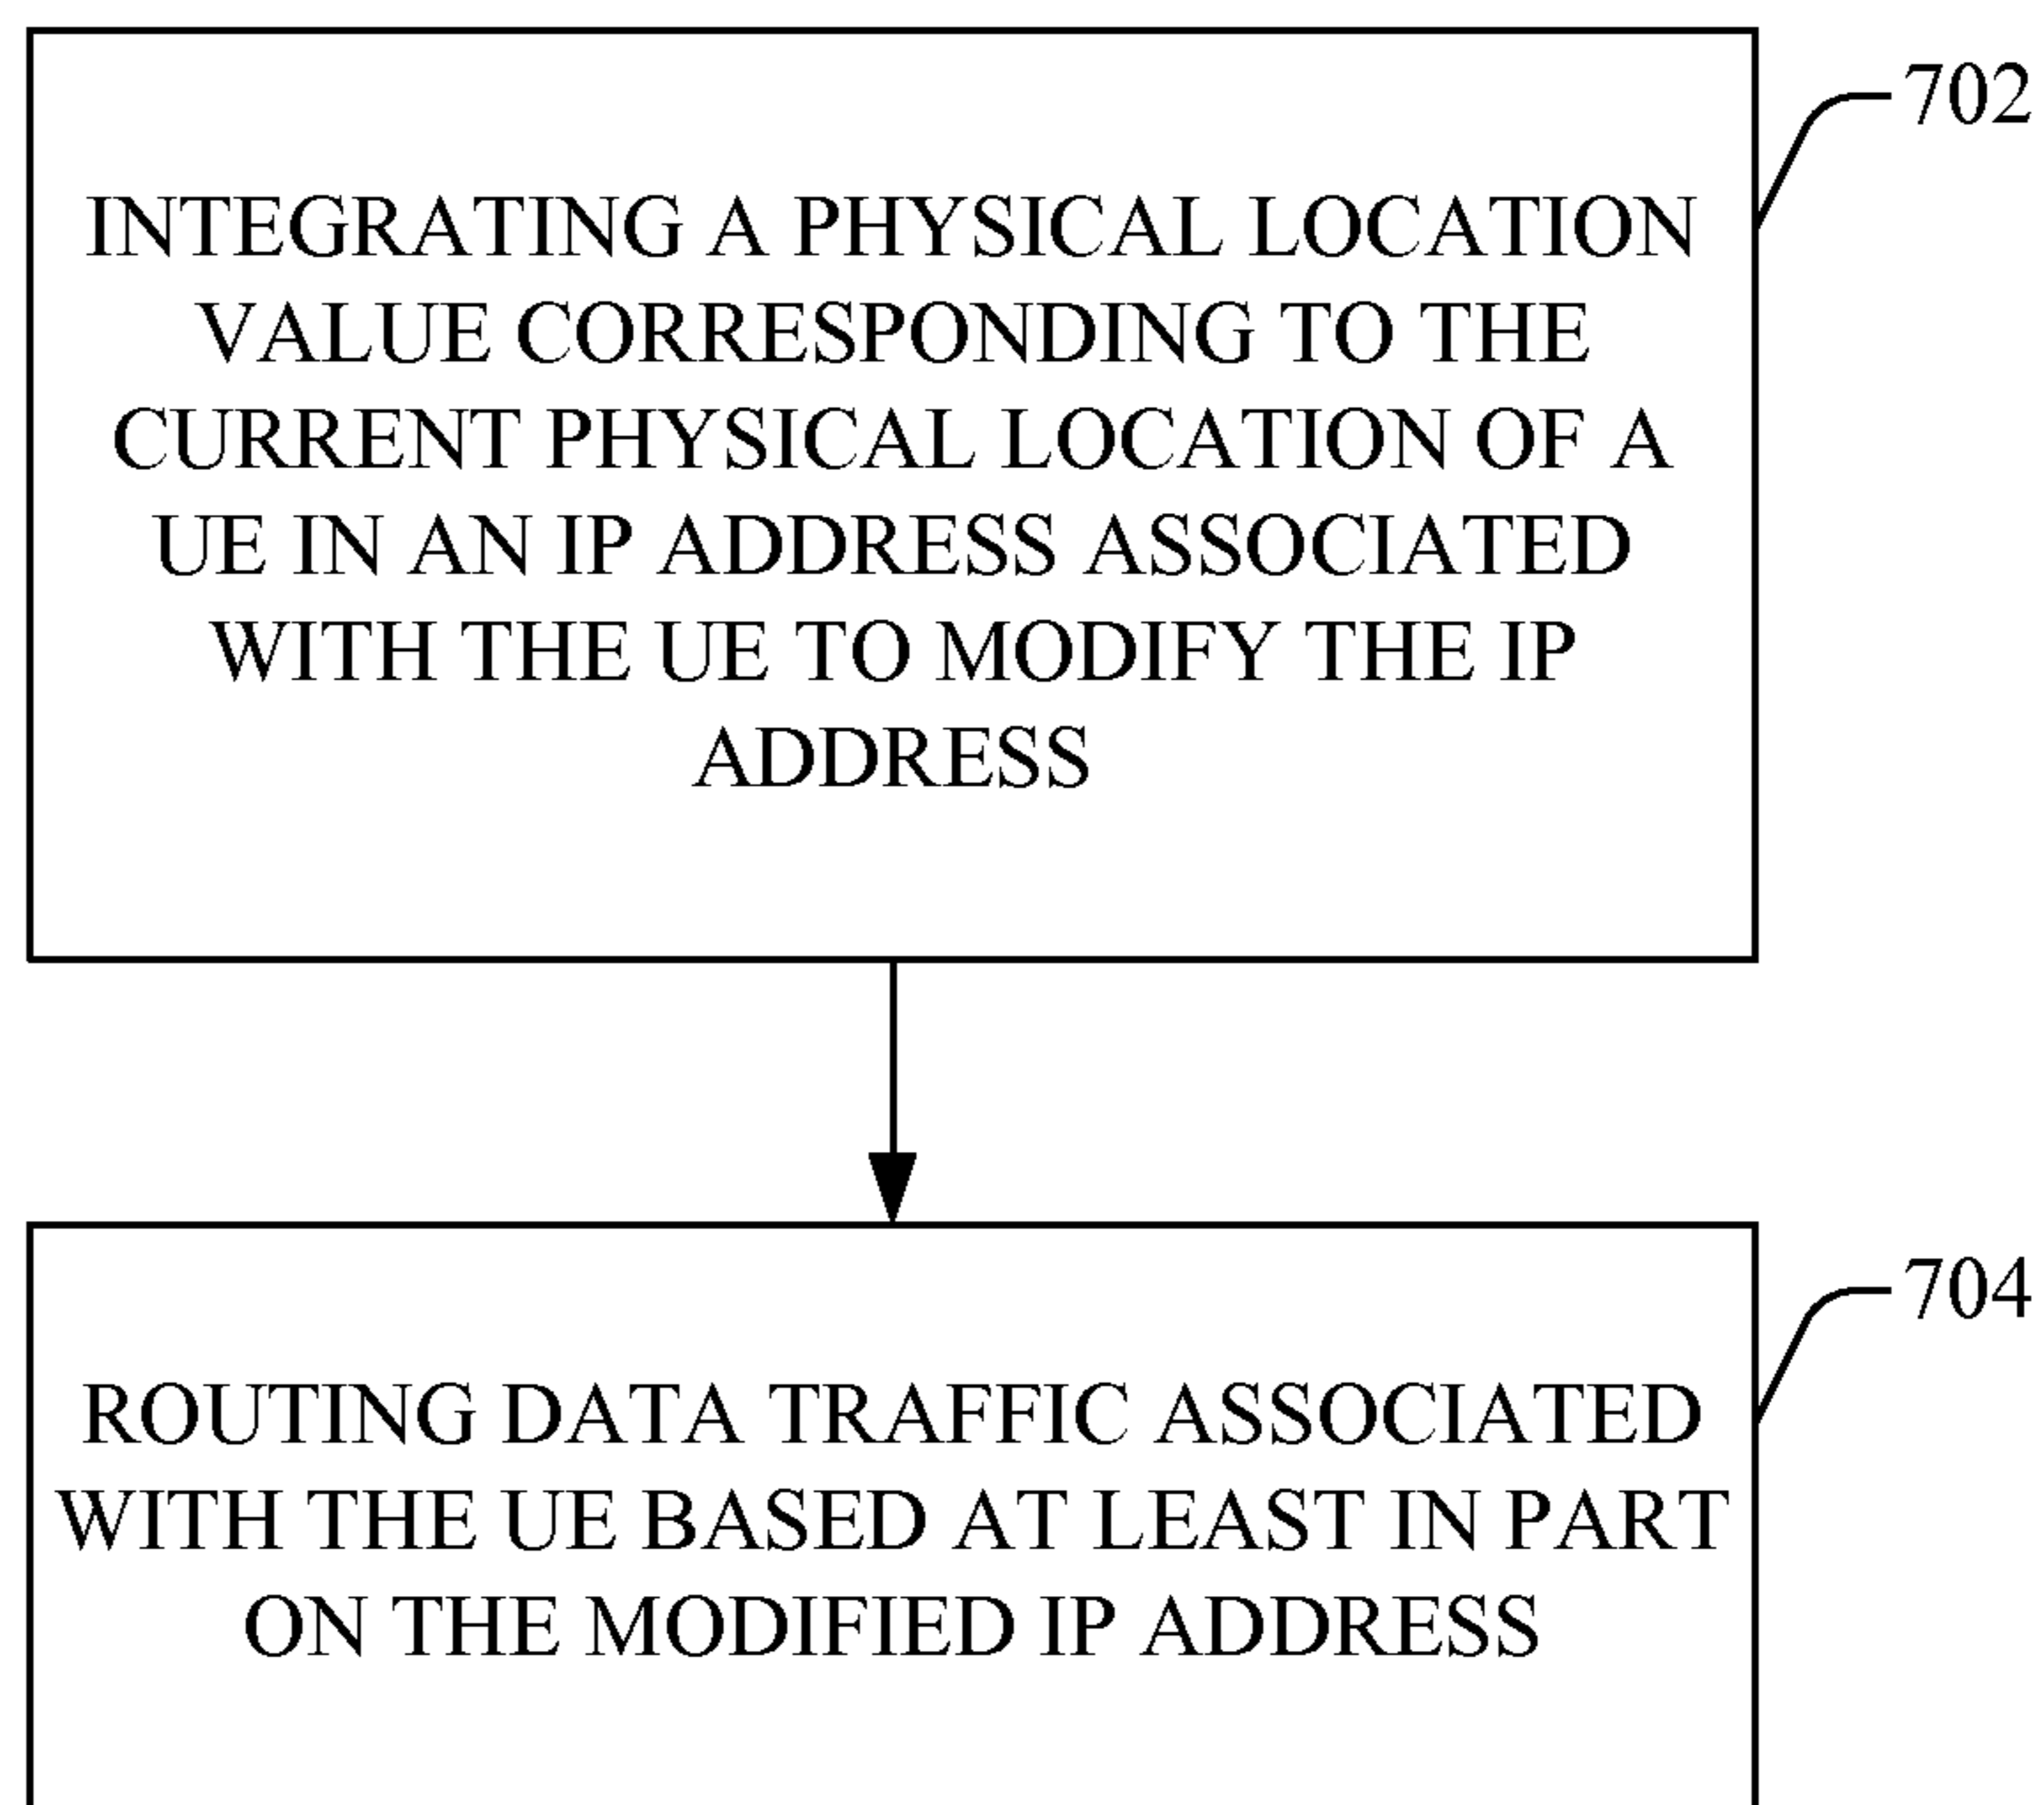 702
INTEGRATING A PHYSICAL LOCATION
VALUE CORRESPONDING TO THE
CURRENT PHYSICAL LOCATION OF A
UE IN AN IP ADDRESS ASSOCIATED
WITH THE UE TO MODIFY THE IP
ADDRESS
704
ROUTING DATA TRAFFIC ASSOCIATED
WITH THE UE BASED AT LEAST IN PART
ON THE MODIFIED IP ADDRESS